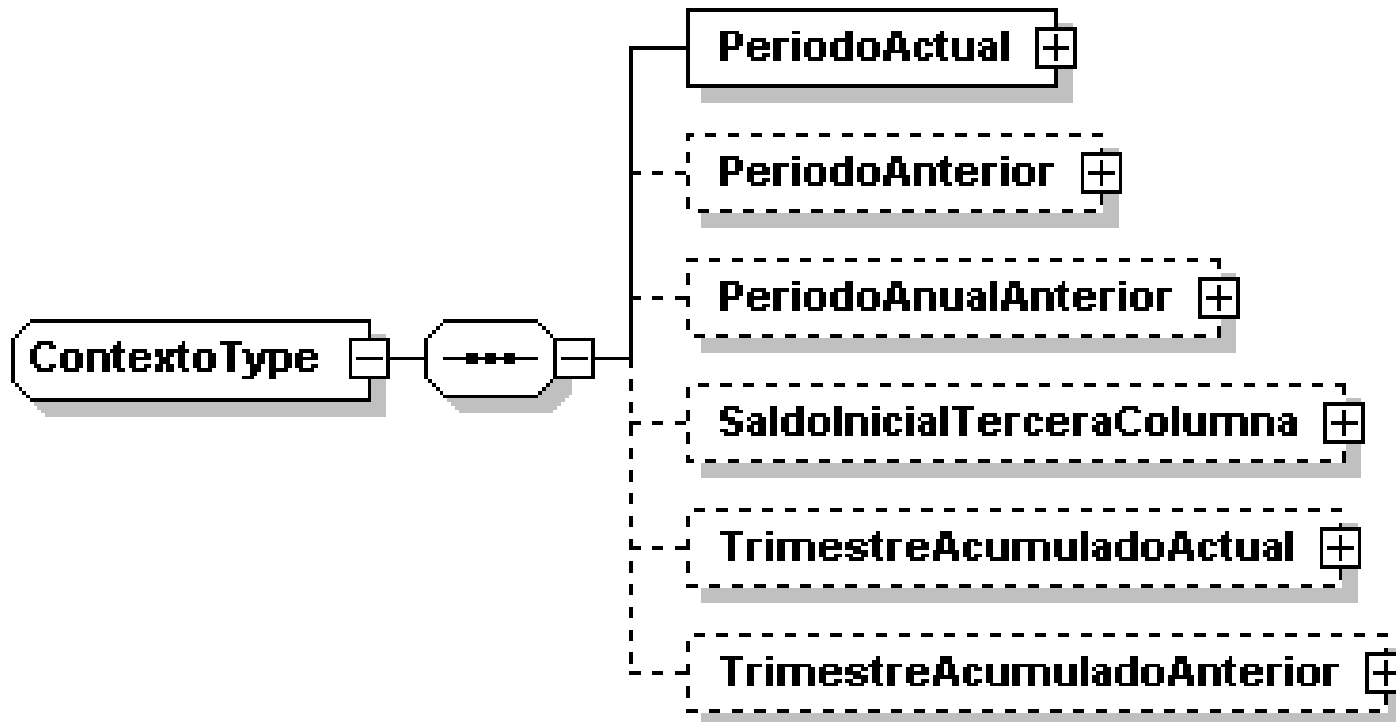 PeriodoActual
PeriodoAnterior
PeriodoAnualAnterior
ContextoType
SaldoInicialTerceraColumna
TrimestreAcumuladoActual
TrimestreAcumuladoAnterior